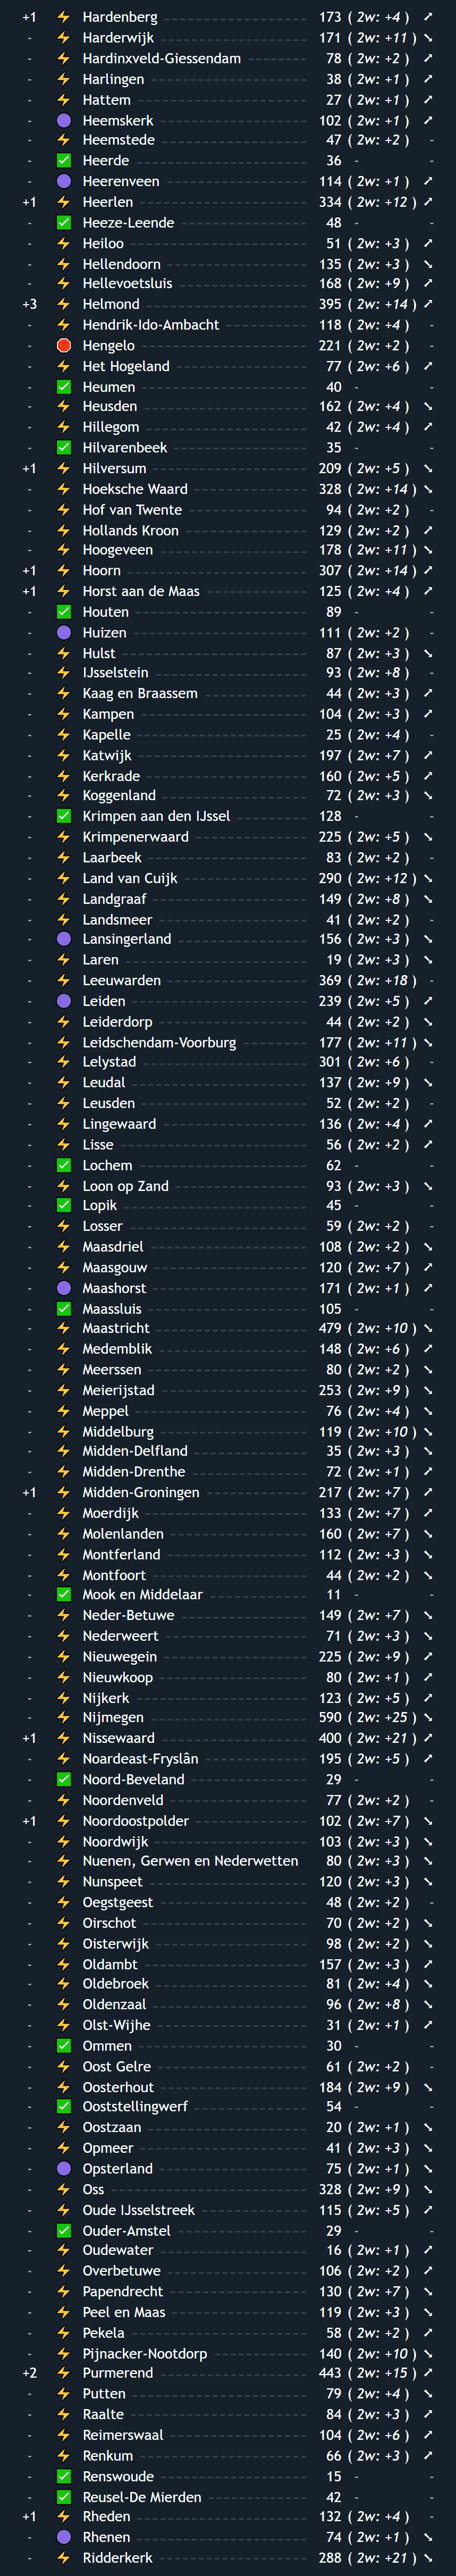 +1 ⚡ Hardenberg 173 ( 2w: +4 ) ↗
- ⚡ Harderwijk 171 ( 2w: +11 ) ↘
- ⚡ Hardinxveld-Giessendam 78 ( 2w: +2 ) ↗
- ⚡ Harlingen 38 ( 2w: +1 ) ↗
- ⚡ Hattem 27 ( 2w: +1 ) ↗
- 🟣 Heemskerk 102 ( 2w: +1 ) ↗
- ⚡ Heemstede 47 ( 2w: +2 ) -
- ✅ Heerde 36 - -
- 🟣 Heerenveen 114 ( 2w: +1 ) ↗
+1 ⚡ Heerlen 334 ( 2w: +12 ) ↗
- ✅ Heeze-Leende 48 - -
- ⚡ Heiloo 51 ( 2w: +3 ) ↗
- ⚡ Hellendoorn 135 ( 2w: +3 ) ↘
- ⚡ Hellevoetsluis 168 ( 2w: +9 ) ↗
+3 ⚡ Helmond 395 ( 2w: +14 ) ↗
- ⚡ Hendrik-Ido-Ambacht 118 ( 2w: +4 ) -
- 🛑 Hengelo 221 ( 2w: +2 ) -
- ⚡ Het Hogeland 77 ( 2w: +6 ) ↗
- ✅ Heumen 40 - -
- ⚡ Heusden 162 ( 2w: +4 ) ↘
- ⚡ Hillegom 42 ( 2w: +4 ) ↗
- ✅ Hilvarenbeek 35 - -
+1 ⚡ Hilversum 209 ( 2w: +5 ) ↘
- ⚡ Hoeksche Waard 328 ( 2w: +14 ) ↘
- ⚡ Hof van Twente 94 ( 2w: +2 ) -
- ⚡ Hollands Kroon 129 ( 2w: +2 ) ↗
- ⚡ Hoogeveen 178 ( 2w: +11 ) ↘
+1 ⚡ Hoorn 307 ( 2w: +14 ) ↗
+1 ⚡ Horst aan de Maas 125 ( 2w: +4 ) ↗
- ✅ Houten 89 - -
- 🟣 Huizen 111 ( 2w: +2 ) -
- ⚡ Hulst 87 ( 2w: +3 ) ↘
- ⚡ IJsselstein 93 ( 2w: +8 ) -
- ⚡ Kaag en Braassem 44 ( 2w: +3 ) ↗
- ⚡ Kampen 104 ( 2w: +3 ) ↗
- ⚡ Kapelle 25 ( 2w: +4 ) -
- ⚡ Katwijk 197 ( 2w: +7 ) ↗
- ⚡ Kerkrade 160 ( 2w: +5 ) ↗
- ⚡ Koggenland 72 ( 2w: +3 ) ↘
- ✅ Krimpen aan den IJssel 128 - -
- ⚡ Krimpenerwaard 225 ( 2w: +5 ) ↘
- ⚡ Laarbeek 83 ( 2w: +2 ) -
- ⚡ Land van Cuijk 290 ( 2w: +12 ) ↘
- ⚡ Landgraaf 149 ( 2w: +8 ) ↘
- ⚡ Landsmeer 41 ( 2w: +2 ) -
- 🟣 Lansingerland 156 ( 2w: +3 ) ↘
- ⚡ Laren 19 ( 2w: +3 ) ↘
- ⚡ Leeuwarden 369 ( 2w: +18 ) -
- 🟣 Leiden 239 ( 2w: +5 ) ↗
- ⚡ Leiderdorp 44 ( 2w: +2 ) ↘
- ⚡ Leidschendam-Voorburg 177 ( 2w: +11 ) ↘
- ⚡ Lelystad 301 ( 2w: +6 ) -
- ⚡ Leudal 137 ( 2w: +9 ) ↘
- ⚡ Leusden 52 ( 2w: +2 ) -
- ⚡ Lingewaard 136 ( 2w: +4 ) ↗
- ⚡ Lisse 56 ( 2w: +2 ) ↗
- ✅ Lochem 62 - -
- ⚡ Loon op Zand 93 ( 2w: +3 ) ↘
- ✅ Lopik 45 - -
- ⚡ Losser 59 ( 2w: +2 ) -
- ⚡ Maasdriel 108 ( 2w: +2 ) ↘
- ⚡ Maasgouw 120 ( 2w: +7 ) ↗
- 🟣 Maashorst 171 ( 2w: +1 ) ↗
- ✅ Maassluis 105 - -
- ⚡ Maastricht 479 ( 2w: +10 ) ↘
- ⚡ Medemblik 148 ( 2w: +6 ) ↗
- ⚡ Meerssen 80 ( 2w: +2 ) ↘
- ⚡ Meierijstad 253 ( 2w: +9 ) ↘
- ⚡ Meppel 76 ( 2w: +4 ) ↘
- ⚡ Middelburg 119 ( 2w: +10 ) ↘
- ⚡ Midden-Delfland 35 ( 2w: +3 ) ↘
- ⚡ Midden-Drenthe 72 ( 2w: +1 ) ↗
+1 ⚡ Midden-Groningen 217 ( 2w: +7 ) ↗
- ⚡ Moerdijk 133 ( 2w: +7 ) ↗
- ⚡ Molenlanden 160 ( 2w: +7 ) ↘
- ⚡ Montferland 112 ( 2w: +3 ) ↘
- ⚡ Montfoort 44 ( 2w: +2 ) ↘
- ✅ Mook en Middelaar 11 - -
- ⚡ Neder-Betuwe 149 ( 2w: +7 ) ↘
- ⚡ Nederweert 71 ( 2w: +3 ) ↘
- ⚡ Nieuwegein 225 ( 2w: +9 ) ↗
- ⚡ Nieuwkoop 80 ( 2w: +1 ) ↗
- ⚡ Nijkerk 123 ( 2w: +5 ) ↗
- ⚡ Nijmegen 590 ( 2w: +25 ) ↘
+1 ⚡ Nissewaard 400 ( 2w: +21 ) ↗
- ⚡ Noardeast-Fryslân 195 ( 2w: +5 ) ↗
- ✅ Noord-Beveland 29 - -
- ⚡ Noordenveld 77 ( 2w: +2 ) -
+1 ⚡ Noordoostpolder 102 ( 2w: +7 ) ↘
- ⚡ Noordwijk 103 ( 2w: +3 ) ↘
- ⚡ Nuenen, Gerwen en Nederwetten 80 ( 2w: +3 ) ↘
- ⚡ Nunspeet 120 ( 2w: +3 ) ↘
- ⚡ Oegstgeest 48 ( 2w: +2 ) -
- ⚡ Oirschot 70 ( 2w: +2 ) ↘
- ⚡ Oisterwijk 98 ( 2w: +2 ) ↘
- ⚡ Oldambt 157 ( 2w: +3 ) ↗
- ⚡ Oldebroek 81 ( 2w: +4 ) ↘
- ⚡ Oldenzaal 96 ( 2w: +8 ) ↘
- ⚡ Olst-Wijhe 31 ( 2w: +1 ) ↗
- ✅ Ommen 30 - -
- ⚡ Oost Gelre 61 ( 2w: +2 ) -
- ⚡ Oosterhout 184 ( 2w: +9 ) ↘
- ✅ Ooststellingwerf 54 - -
- ⚡ Oostzaan 20 ( 2w: +1 ) ↘
- ⚡ Opmeer 41 ( 2w: +3 ) ↘
- 🟣 Opsterland 75 ( 2w: +1 ) ↘
- ⚡ Oss 328 ( 2w: +9 ) ↘
- ⚡ Oude IJsselstreek 115 ( 2w: +5 ) ↗
- ✅ Ouder-Amstel 29 - -
- ⚡ Oudewater 16 ( 2w: +1 ) ↗
- ⚡ Overbetuwe 106 ( 2w: +2 ) ↗
- ⚡ Papendrecht 130 ( 2w: +7 ) ↘
- ⚡ Peel en Maas 119 ( 2w: +3 ) ↘
- ⚡ Pekela 58 ( 2w: +2 ) ↗
- ⚡ Pijnacker-Nootdorp 140 ( 2w: +10 ) ↘
+2 ⚡ Purmerend 443 ( 2w: +15 ) ↗
- ⚡ Putten 79 ( 2w: +4 ) ↘
- ⚡ Raalte 84 ( 2w: +3 ) ↗
- ⚡ Reimerswaal 104 ( 2w: +6 ) ↗
- ⚡ Renkum 66 ( 2w: +3 ) ↗
- ✅ Renswoude 15 - -
- ✅ Reusel-De Mierden 42 - -
+1 ⚡ Rheden 132 ( 2w: +4 ) -
- 🟣 Rhenen 74 ( 2w: +1 ) ↘
- ⚡ Ridderkerk 288 ( 2w: +21 ) ↘